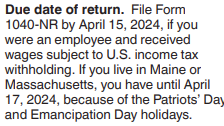 Due date of return. File Form
1040-NR by April 15, 2024, if you
were an employee and received
wages subject to U.S. income tax
withholding. If you live in Maine or
Massachusetts, you have until April
17, 2024, because of the Patriots’ Day
and Emancipation Day holidays.